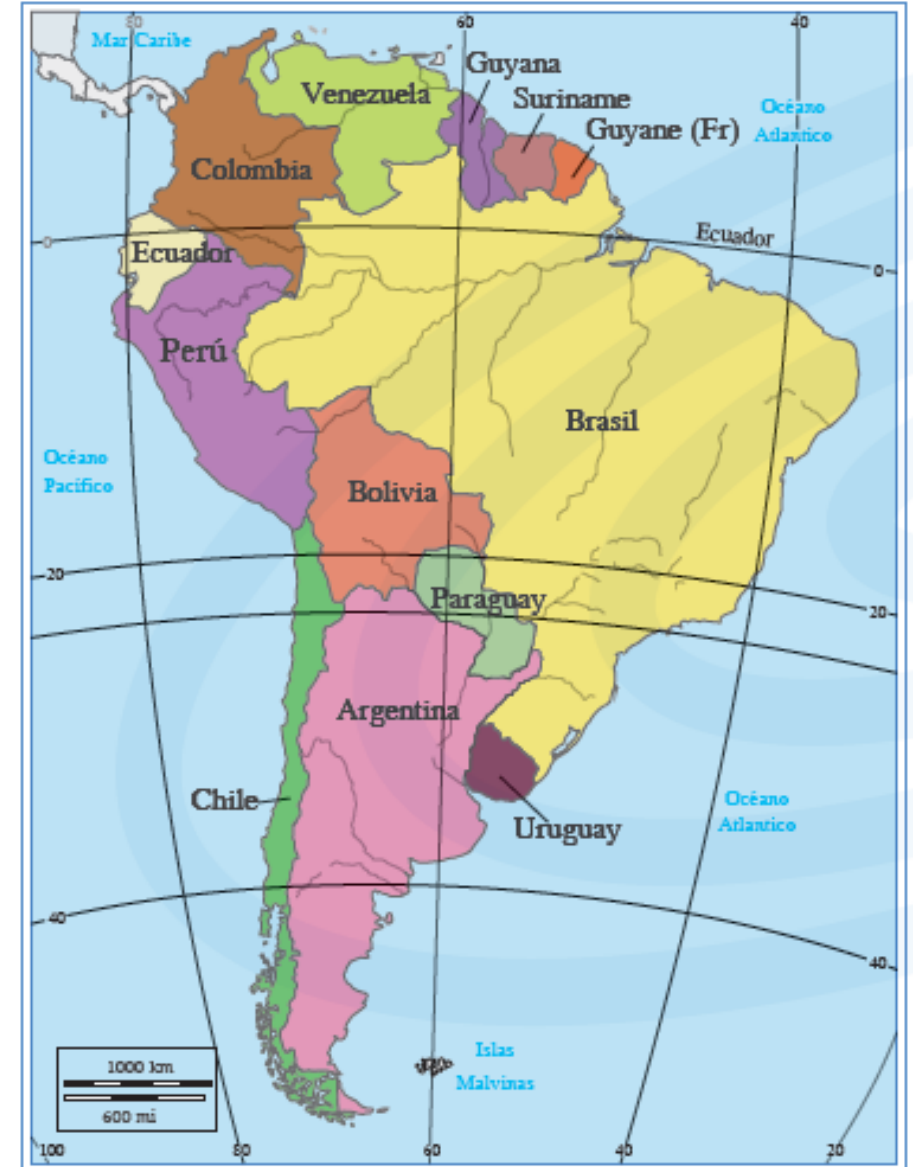 80
60
40
Mar Caribe
Guyana
Venezuela
Suriname
Océano
Atlantico
Guyane (Fr)
Colombia
Ecuador
0
Ecuador
0
Perú
Brasil
Océano
Pacífico
Bolivia
20
Paraguay
20
Argentina
Chile
Océano
Atlantico
Uruguay
40
40
Islas
Malvinas
1000 km
600 mi
100
80
60
40
20